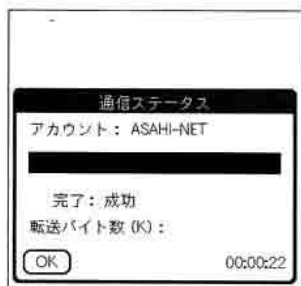 通信ステータス
アカウント： ASAHI-NET
完了：成功
転送バイト数 (K)：
OK 00:00:22